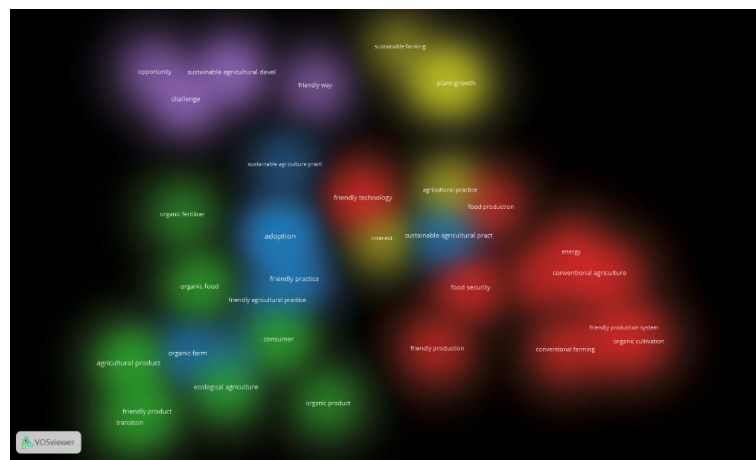 sustainable farming
opportunity
sustainable agricultural devel
friendly way
plant growth
challenge
sustainable agriculture practi
friendly technology
agricultural practice
food production
organic fertilizer
adoption
interest
sustainable agricultural pract
energy
conventional agriculture
friendly practice
organic food
food security
friendly agricultural practice
friendly production system
consumer
organic cultivation
organic farm
friendly production
conventional farming
agricultural product
ecological agriculture
organic product
friendly product
transition
VOSviewer